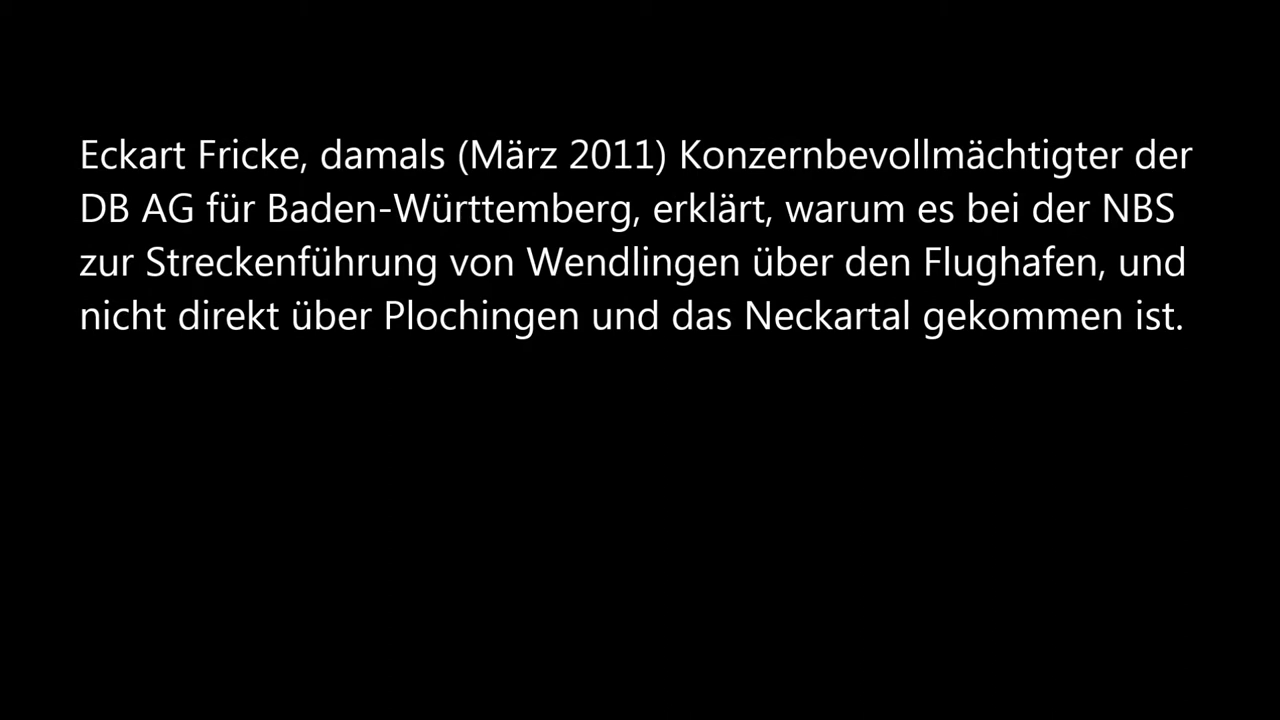 Eckart Fricke, damals (März 2011) Konzernbevollmächtigter der
DB AG für Baden-Württemberg, erklärt, warum es bei der NBS
zur Streckenführung von Wendlingen über den Flughafen, und
nicht direkt über Plochingen und das Neckartal gekommen ist.